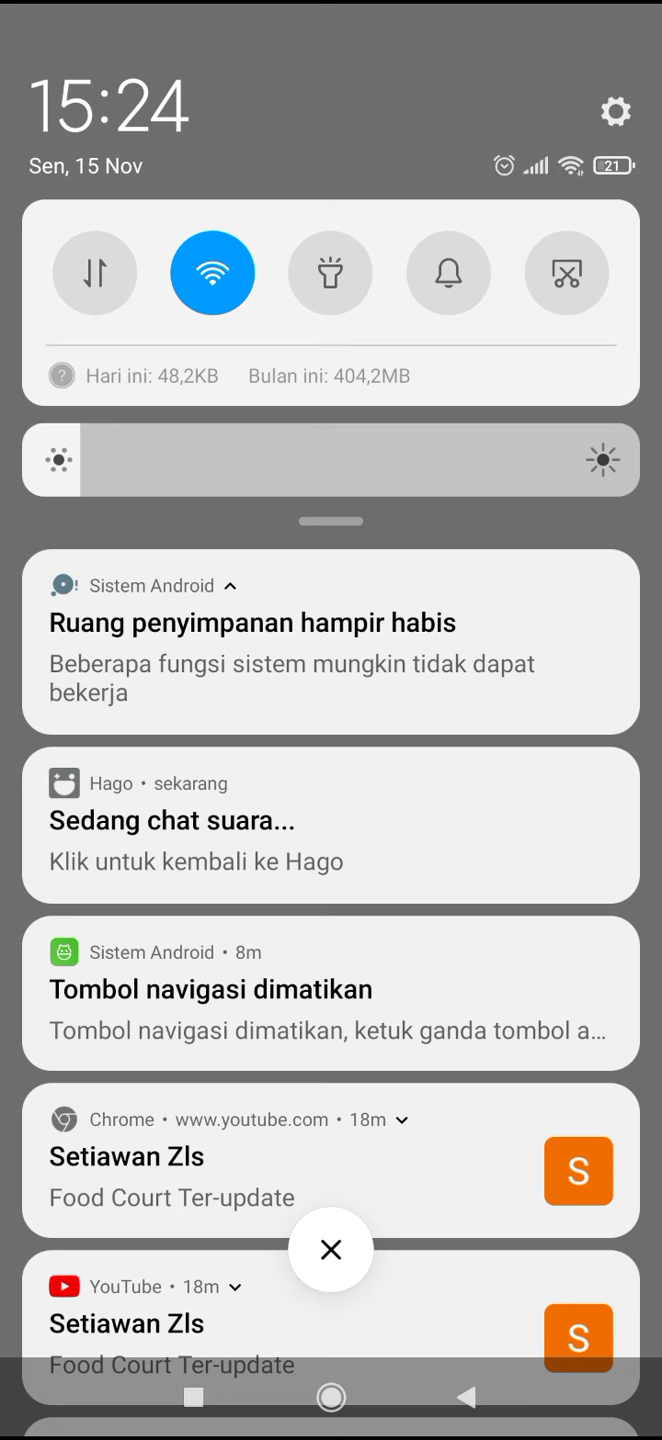 15:24
Sen, 15 Nov
21
Hari ini: 48,2KB Bulan ini: 404,2MB
Sistem Android
Ruang penyimpanan hampir habis
Beberapa fungsi sistem mungkin tidak dapat
bekerja
Hago • sekarang
Sedang chat suara...
Klik untuk kembali ke Hago
Sistem Android • 8m
Tombol navigasi dimatikan
Tombol navigasi dimatikan, ketuk ganda tombol a...
Chrome • www.youtube.com • 18m
Setiawan Zls
Food Court Ter-update
S
YouTube • 18m
Setiawan Zls
Food Court Ter-update
S